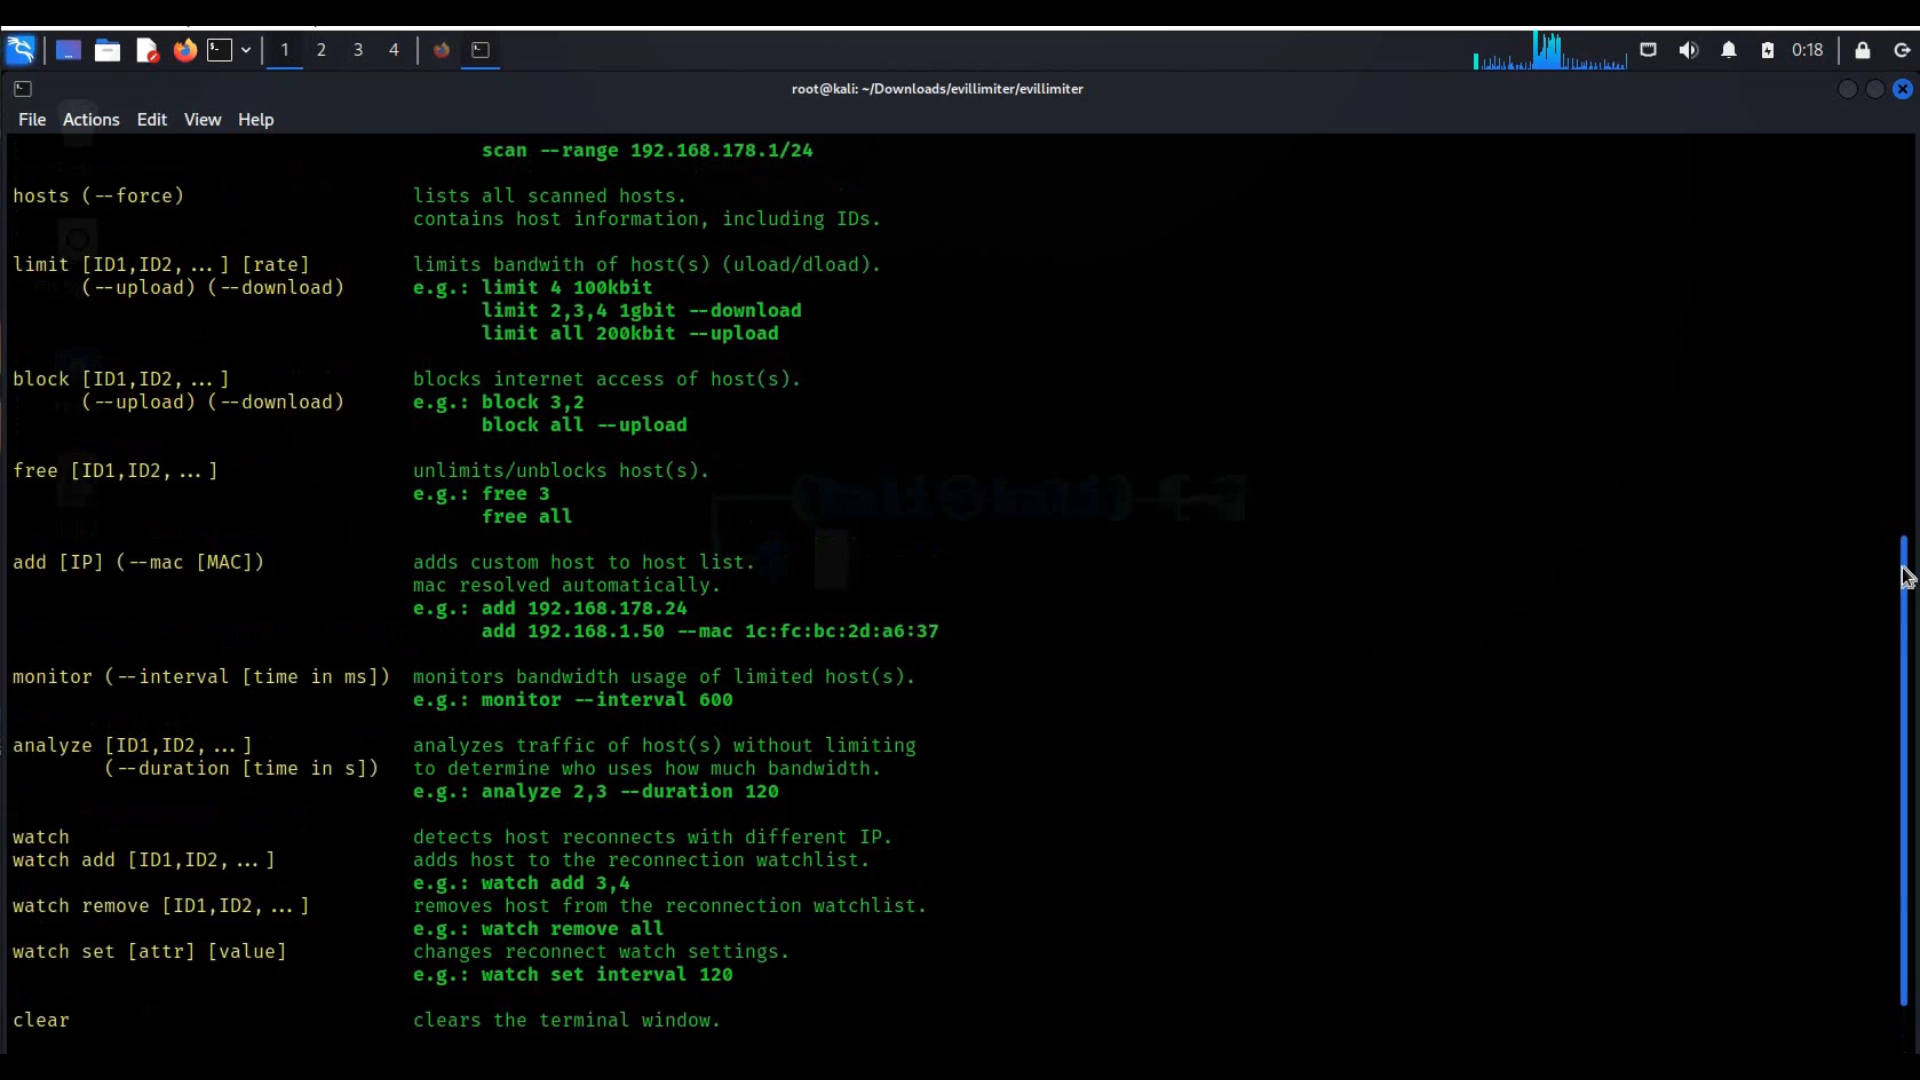 1 2 3 4 0:18
root@kali: ~/Downloads/evillimiter/evillimiter
File Actions Edit View Help
scan --range 192.168.178.1/24
hosts (--force) lists all scanned hosts.
contains host information, including IDs.
limit [ID1,ID2,...] [rate] limits bandwith of host(s) (uload/dload).
(--upload) (--download) e.g.: limit 4 100kbit
limit 2,3,4 1gbit --download
limit all 200kbit --upload
block [ID1,ID2,...] blocks internet access of host(s).
(--upload) (--download) e.g.: block 3,2
block all --upload
free [ID1,ID2,...] unlimits/unblocks host(s).
e.g.: free 3
free all
add [IP] (--mac [MAC]) adds custom host to host list.
mac resolved automatically.
e.g.: add 192.168.178.24
add 192.168.1.50 --mac 1c:fc:bc:2d:a6:37
monitor (--interval [time in ms]) monitors bandwidth usage of limited host(s).
e.g.: monitor --interval 600
analyze [ID1,ID2,...] analyzes traffic of host(s) without limiting
(--duration [time in s]) to determine who uses how much bandwidth.
e.g.: analyze 2,3 --duration 120
watch detects host reconnects with different IP.
watch add [ID1,ID2,...] adds host to the reconnection watchlist.
e.g.: watch add 3,4
watch remove [ID1,ID2,...] removes host from the reconnection watchlist.
e.g.: watch remove all
watch set [attr] [value] changes reconnect watch settings.
e.g.: watch set interval 120
clear clears the terminal window.